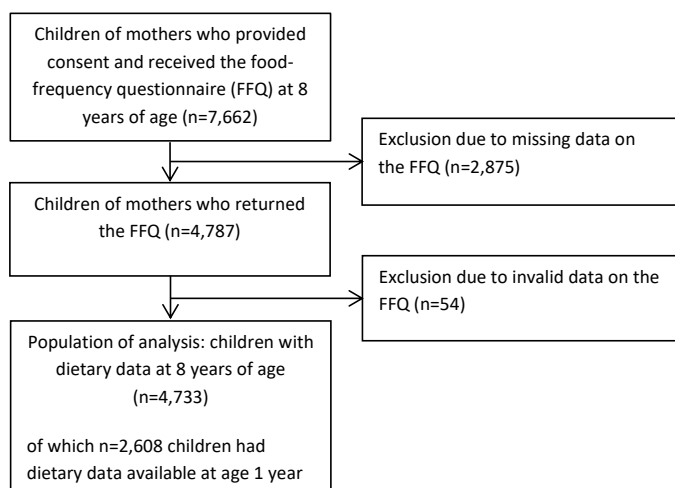 Children of mothers who provided
consent and received the food-
frequency questionnaire (FFQ) at 8
years of age (n=7,662)
Exclusion due to missing data on
the FFQ (n=2,875)
Children of mothers who returned
the FFQ (n=4,787)
Exclusion due to invalid data on the
FFQ (n=54)
Population of analysis: children with
dietary data at 8 years of age
(n=4,733)
of which n=2,608 children had
dietary data available at age 1 year